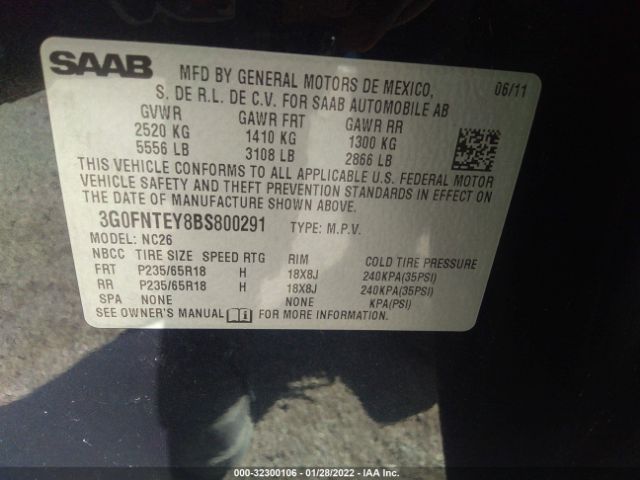 SAAB
MFD BY GENERAL MOTORS DE MEXICO, 06/11
S. DE R.L. DE C.V. FOR SAAB AUTOMOBILE AB
GVWR GAWR FRT GAWR RR
2520 KG 1410 KG 1300 KG
5556 LB 3108 LB 2866 LB
THIS VEHICLE CONFORMS TO ALL APPLICABLE U.S. FEDERAL MOTOR
VEHICLE SAFETY AND THEFT PREVENTION STANDARDS IN EFFECT ON
THE DATE OF MANUFACTURE SHOWN ABOVE.
3G0FNTEY8BS800291 TYPE: M.P.V.
MODEL: NC26
NBCC TIRE SIZE SPEED RTG RIM COLD TIRE PRESSURE
FRT P235/65R18 H 18X8J 240KPA(35PSI)
RR P235/65R18 H 18X8J 240KPA(35PSI)
SPA NONE NONE KPA(PSI)
SEE OWNER'S MANUAL FOR MORE INFORMATION.
000-32300106 - 01/28/2022 - IAA Inc.